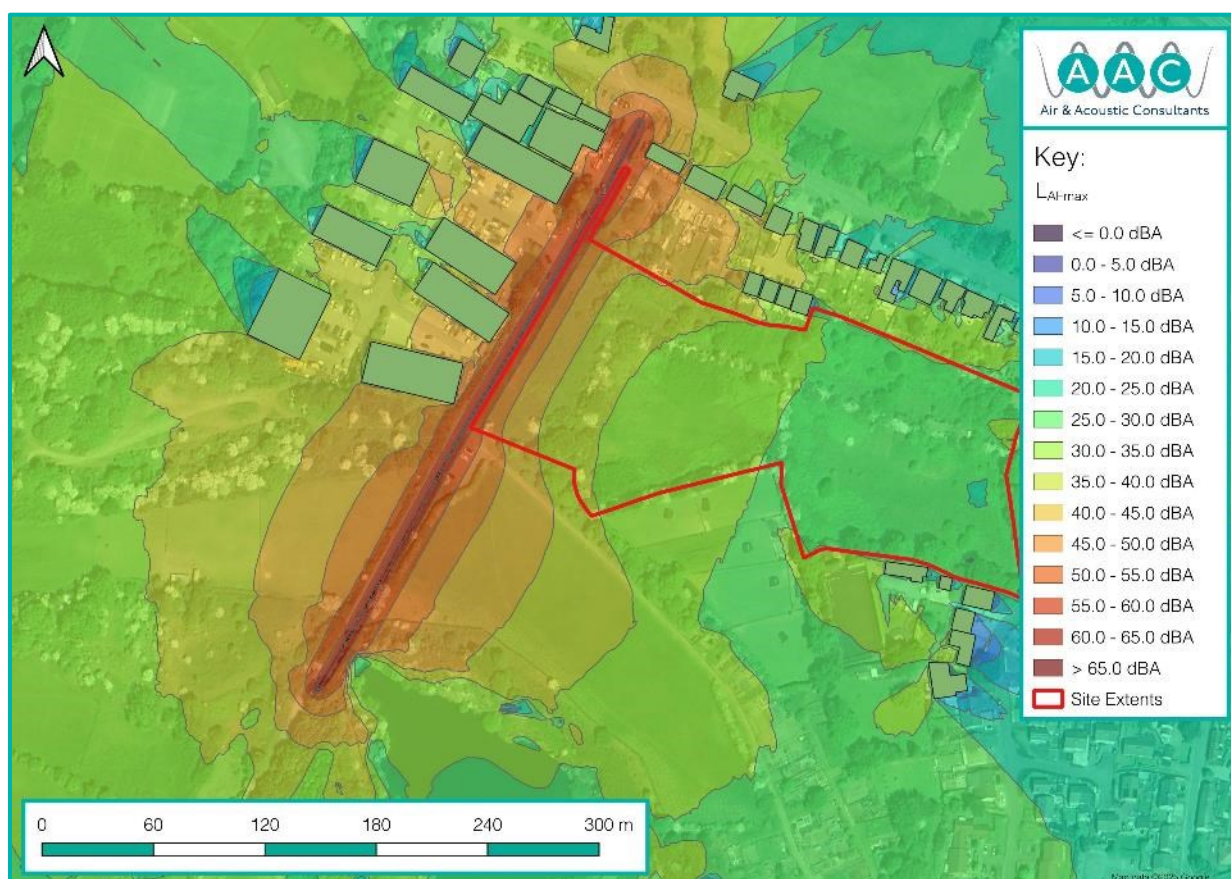 AAC
Air & Acoustic Consultants
Key:
LAFmax
<= 0.0 dBA
0.0 - 5.0 dBA
5.0 - 10.0 dBA
10.0 - 15.0 dBA
15.0 - 20.0 dBA
20.0 - 25.0 dBA
25.0 - 30.0 dBA
30.0 - 35.0 dBA
35.0 - 40.0 dBA
40.0 - 45.0 dBA
45.0 - 50.0 dBA
50.0 - 55.0 dBA
55.0 - 60.0 dBA
60.0 - 65.0 dBA
> 65.0 dBA
Site Extents
0 60 120 180 240 300 m
Map data ©2025 Google